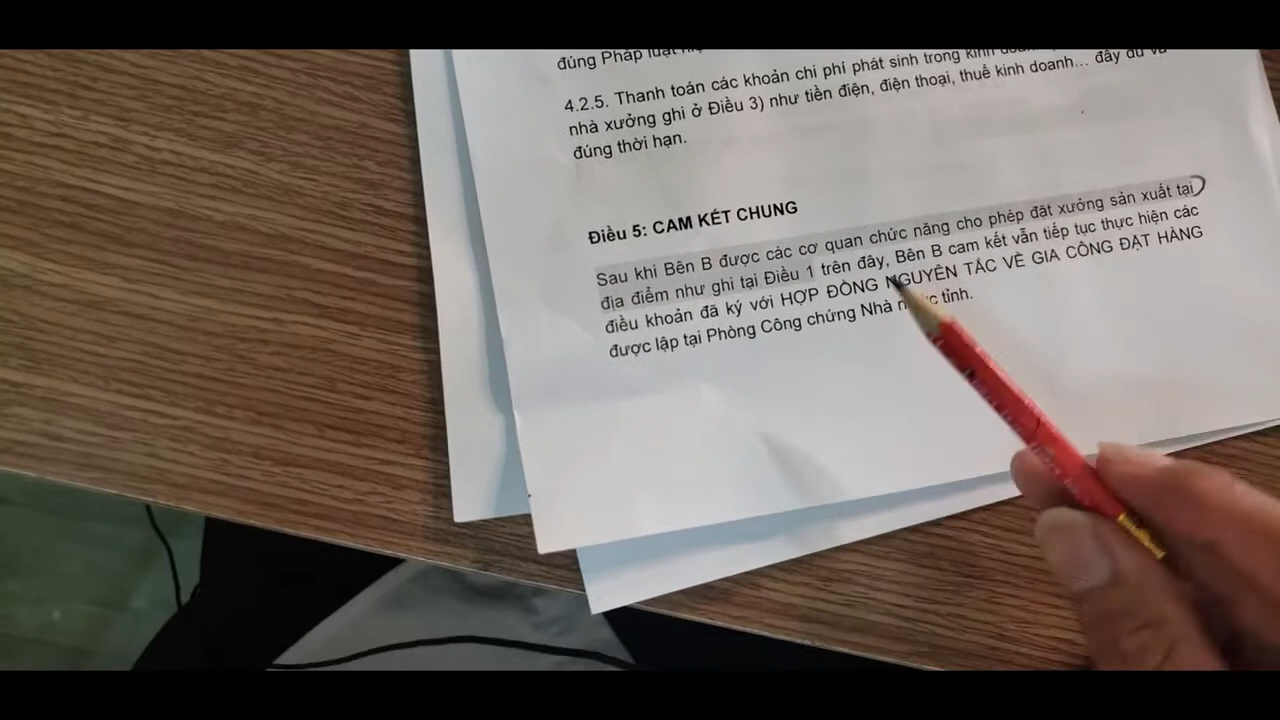 đúng Pháp luật
4.2.5. Thanh toán các khoản chi phí phát sinh trong kinh
nhà xưởng ghi ở Điều 3) như tiền điện, điện thoại, thuế kinh doanh... đầy đủ và
đúng thời hạn.
Điều 5: CAM KẾT CHUNG
Sau khi Bên B được các cơ quan chức năng cho phép đặt xưởng sản xuất tại
địa điểm như ghi tại Điều 1 trên đây, Bên B cam kết vẫn tiếp tục thực hiện các
điều khoản đã ký với HỢP ĐỒNG NGUYÊN TẮC VỀ GIA CÔNG ĐẶT HÀNG
được lập tại Phòng Công chứng Nhà tỉnh.